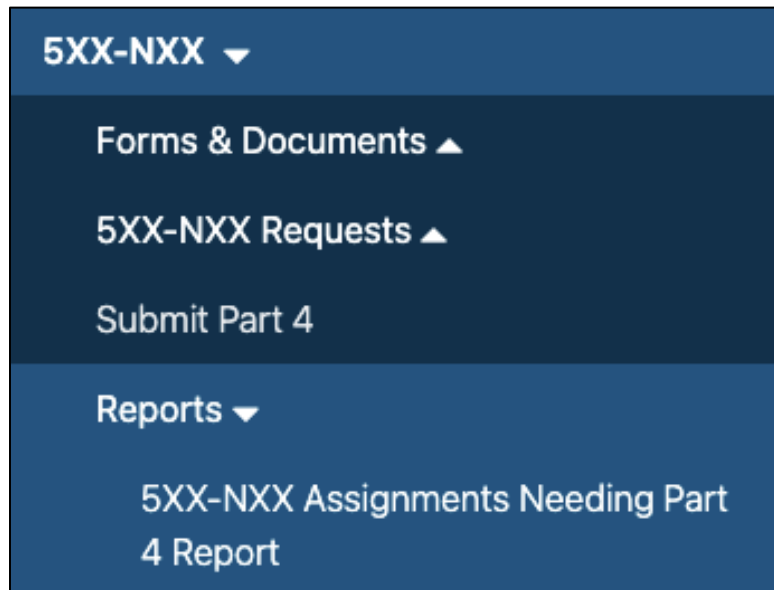 5XX-NXX
Forms & Documents
5XX-NXX Requests
Submit Part 4
Reports
5XX-NXX Assignments Needing Part
4 Report